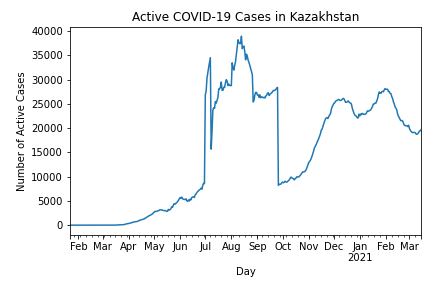 Active COVID-19 Cases in Kazakhstan
Number of Active Cases
40000
35000
30000
25000
20000
15000
10000
5000
0
Feb Mar Apr May Jun Jul Aug Sep Oct Nov Dec Jan Feb Mar
2021
Day